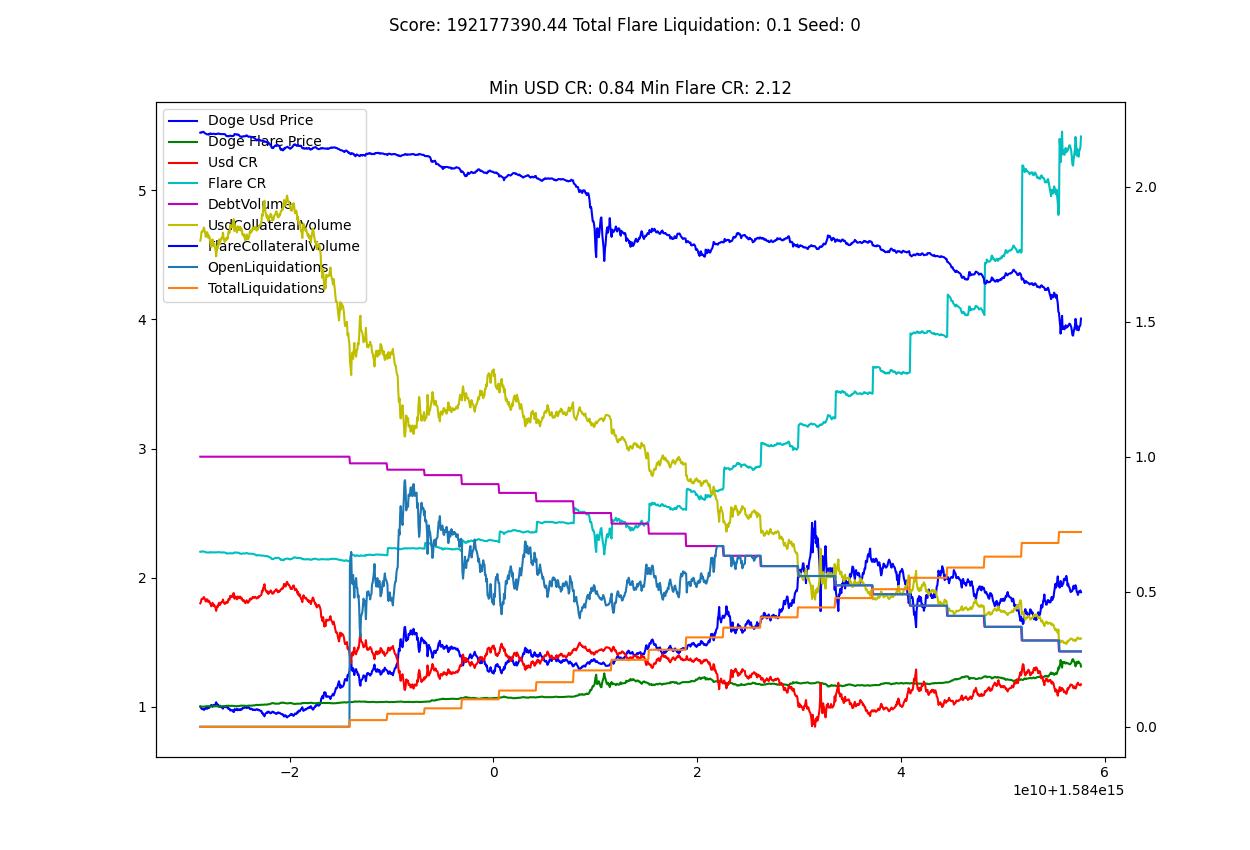 Score: 192177390.44 Total Flare Liquidation: 0.1 Seed: 0
Min USD CR: 0.84 Min Flare CR: 2.12
Doge Usd Price
Doge Flare Price
Usd CR
Flare CR
DebtVolume
UsdCollateralVolume
FlareCollateralVolume
OpenLiquidations
TotalLiquidations
5
4
3
2
1
2.0
1.5
1.0
0.5
0.0
−2
0
2
4
6
1e10+1.584e15